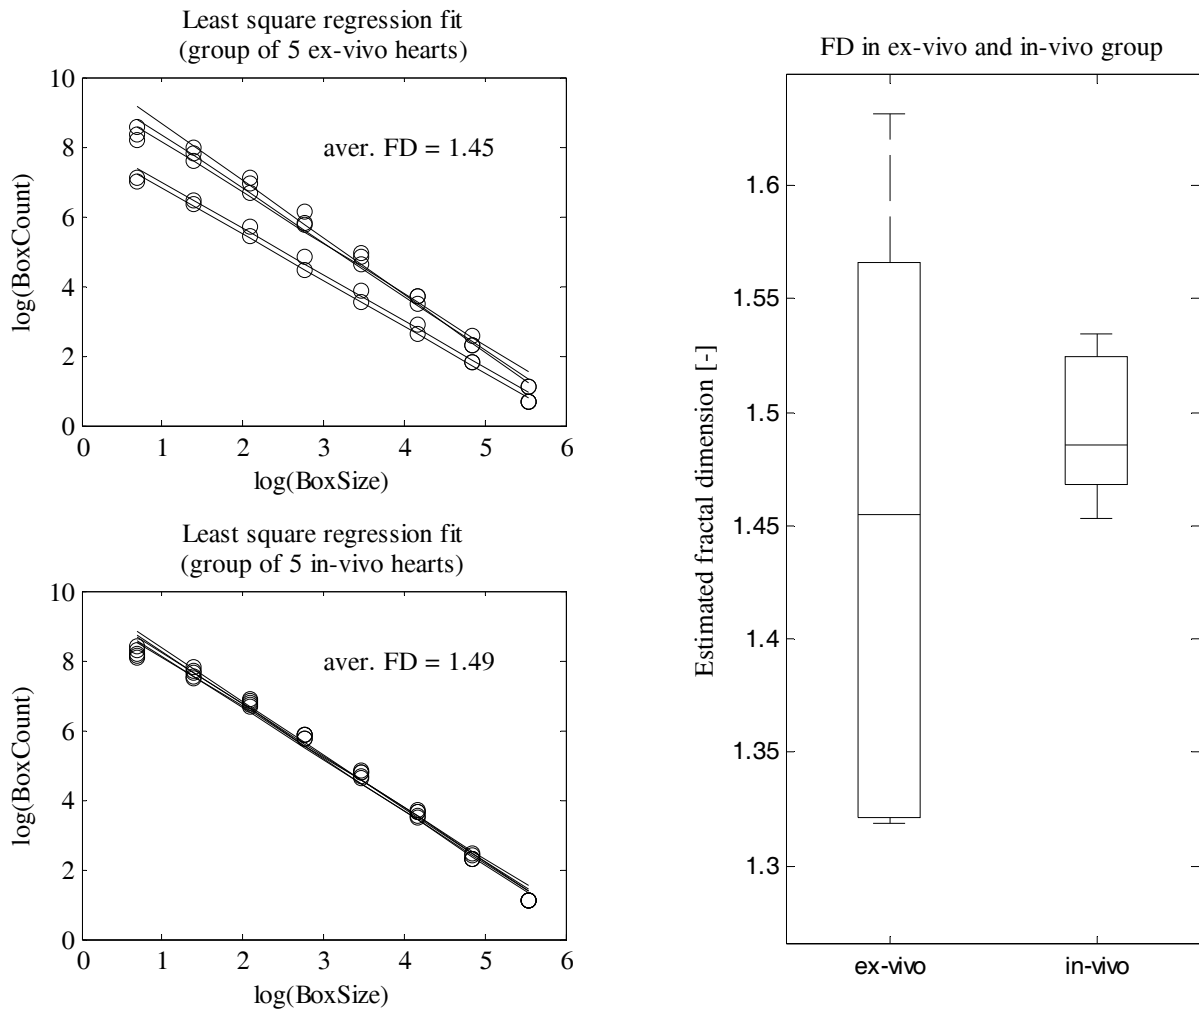 Least square regression fit
(group of 5 ex-vivo hearts)
10
8
6
4
2
0
aver. FD = 1.45
log(BoxCount)
0 1 2 3 4 5 6
log(BoxSize)
Least square regression fit
(group of 5 in-vivo hearts)
10
8
6
4
2
0
aver. FD = 1.49
log(BoxCount)
0 1 2 3 4 5 6
log(BoxSize)
FD in ex-vivo and in-vivo group
1.6
1.55
1.5
1.45
1.4
1.35
1.3
Estimated fractal dimension [-]
ex-vivo in-vivo